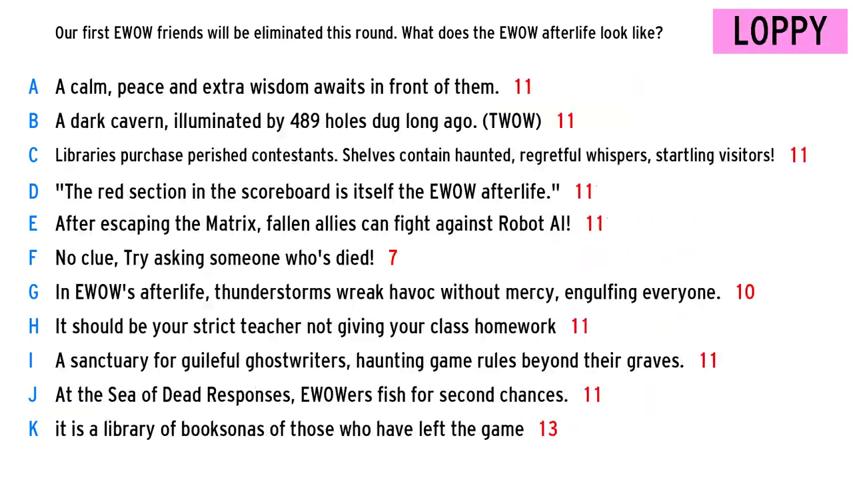 Our first EWOW friends will be eliminated this round. What does the EWOW afterlife look like?
LOPPY
A A calm, peace and extra wisdom awaits in front of them. 11
B A dark cavern, illuminated by 489 holes dug long ago. (TWOW) 11
C Libraries purchase perished contestants. Shelves contain haunted, regretful whispers, startling visitors! 11
D "The red section in the scoreboard is itself the EWOW afterlife." 11
E After escaping the Matrix, fallen allies can fight against Robot AI! 11
F No clue, Try asking someone who's died! 7
G In EWOW's afterlife, thunderstorms wreak havoc without mercy, engulfing everyone. 10
H It should be your strict teacher not giving your class homework 11
I A sanctuary for guileful ghostwriters, haunting game rules beyond their graves. 11
J At the Sea of Dead Responses, EWOWers fish for second chances. 11
K it is a library of booksonas of those who have left the game 13